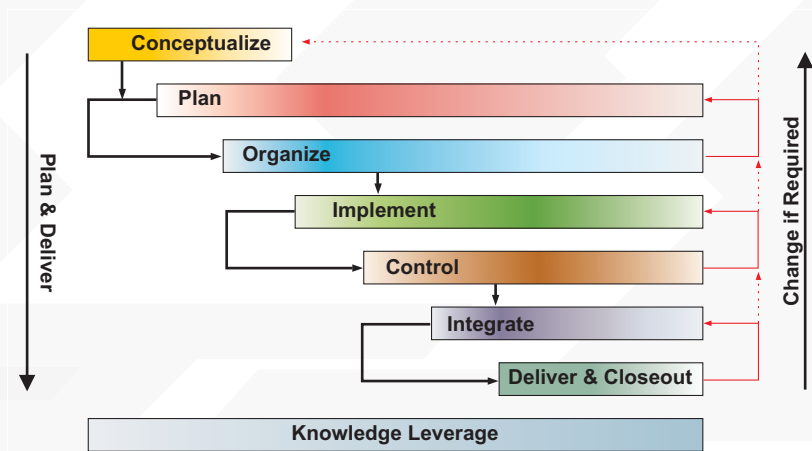 Conceptualize
Plan
Organize
Implement
Control
Integrate
Deliver & Closeout
Knowledge Leverage
Plan & Deliver
Change if Required